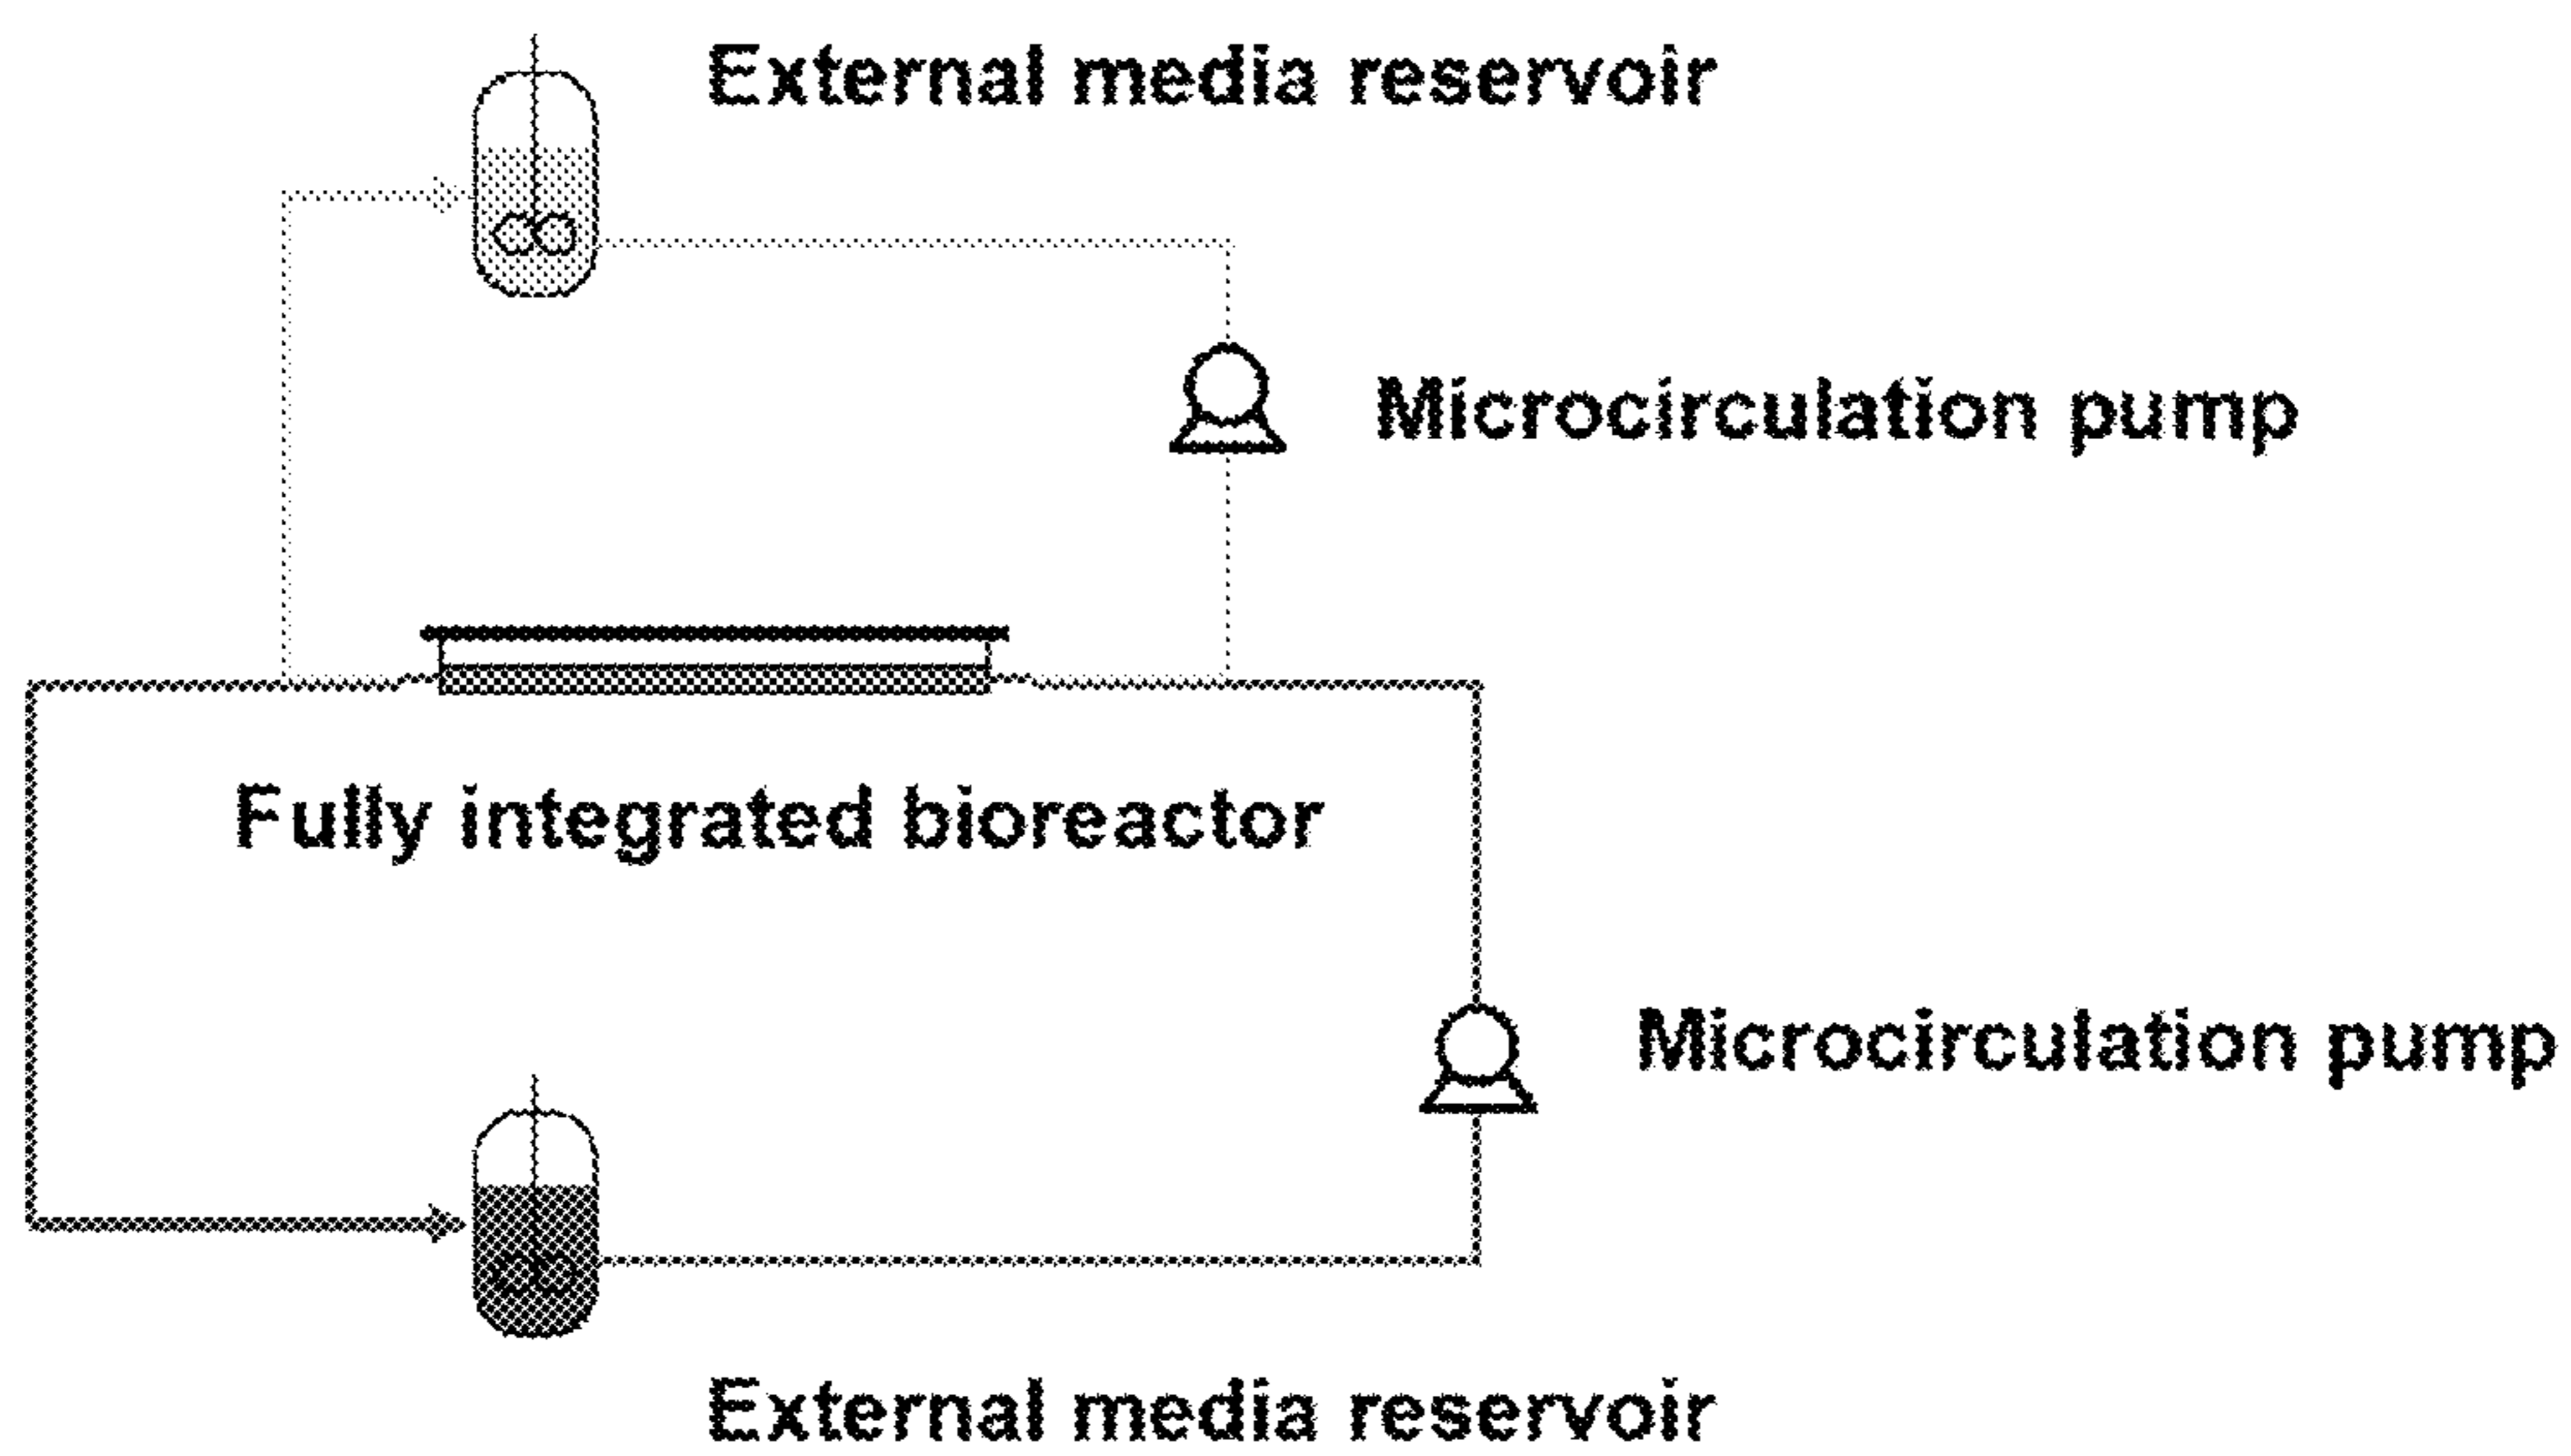 External media reservoir
Microcirculation pump
Fully integrated bioreactor
Microcirculation pump
External media reservoir